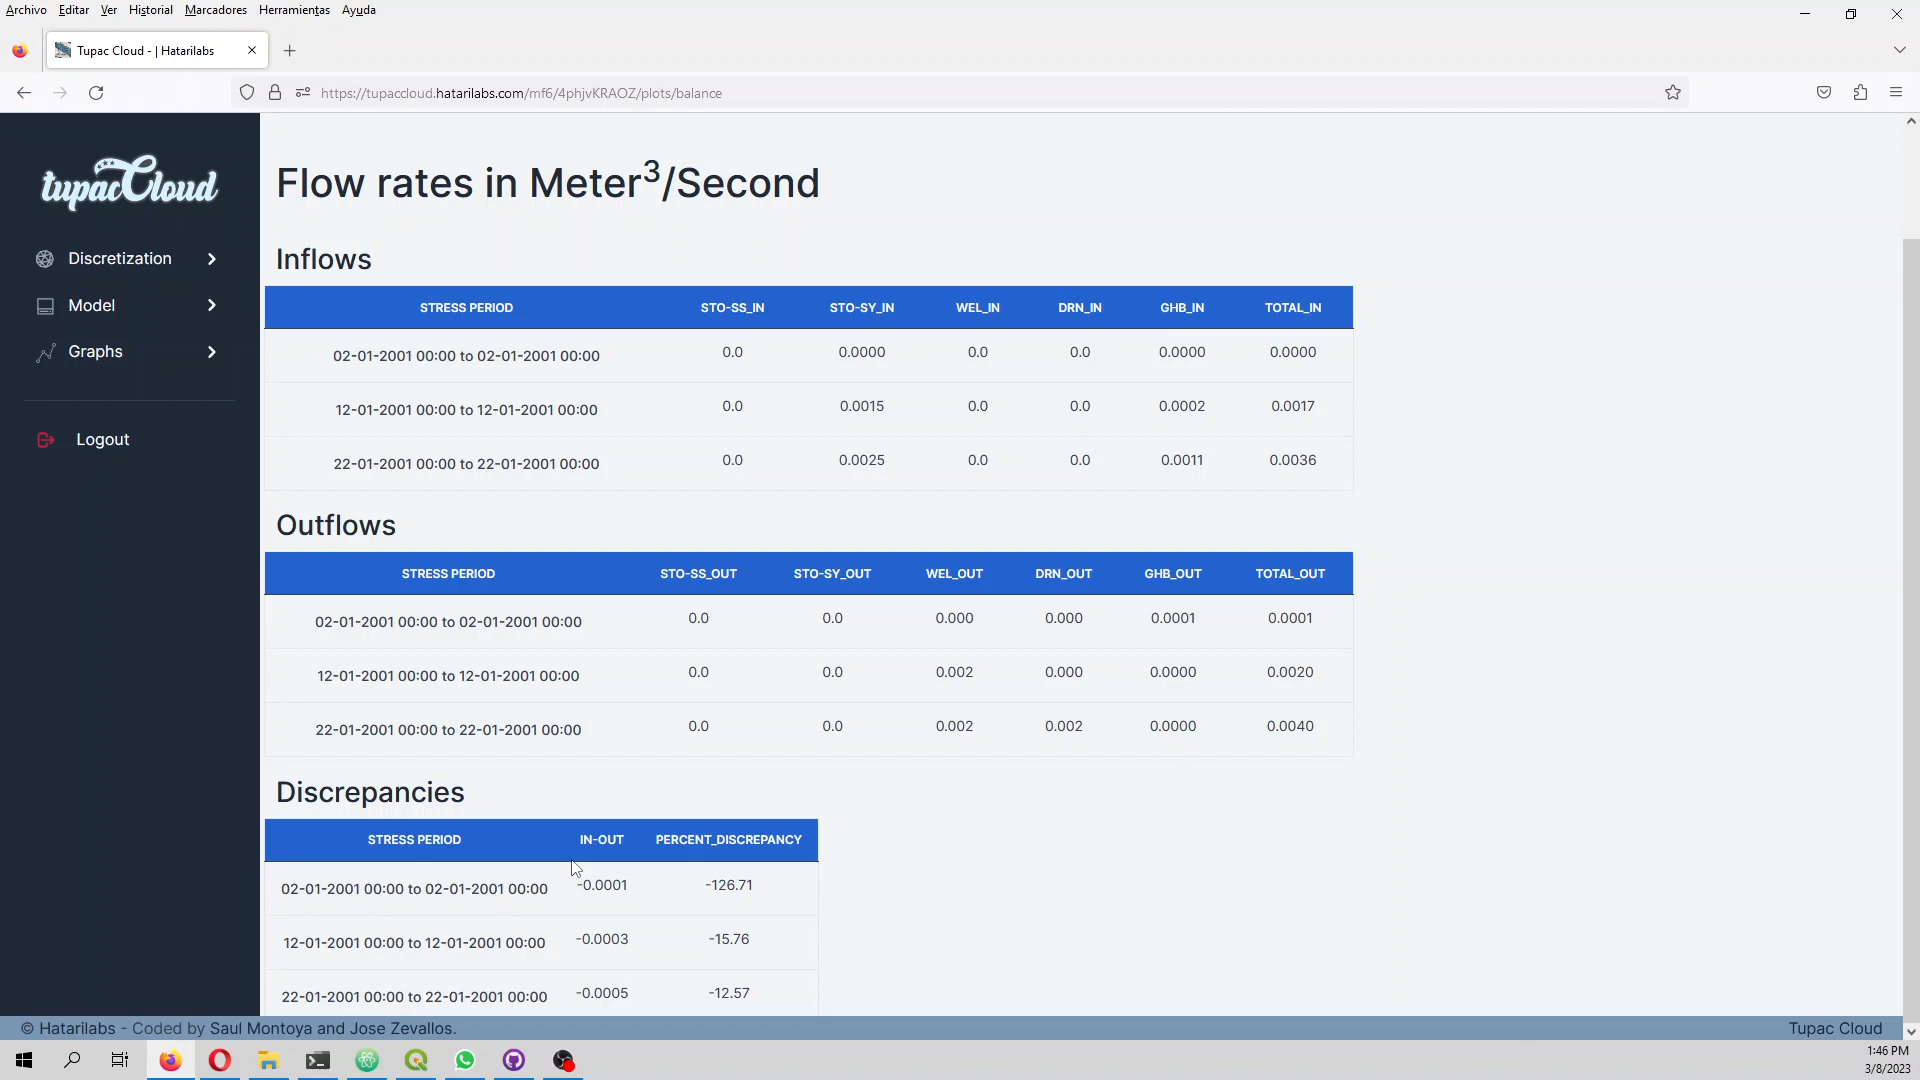 Archivo Editar Ver Historial Marcadores Herramientas Ayuda
Tupac Cloud - | Hatarilabs
https://tupaccloud.hatarilabs.com/mf6/4phjvKRAOZ/plots/balance
tupacCloud
Discretization
Model
Graphs
Logout
Flow rates in Meter³/Second
Inflows
STRESS PERIOD STO-SS_IN STO-SY_IN WEL_IN DRN_IN GHB_IN TOTAL_IN
02-01-2001 00:00 to 02-01-2001 00:00 0.0 0.0000 0.0 0.0 0.0000 0.0000
12-01-2001 00:00 to 12-01-2001 00:00 0.0 0.0015 0.0 0.0 0.0002 0.0017
22-01-2001 00:00 to 22-01-2001 00:00 0.0 0.0025 0.0 0.0 0.0011 0.0036
Outflows
STRESS PERIOD STO-SS_OUT STO-SY_OUT WEL_OUT DRN_OUT GHB_OUT TOTAL_OUT
02-01-2001 00:00 to 02-01-2001 00:00 0.0 0.0 0.000 0.000 0.0001 0.0001
12-01-2001 00:00 to 12-01-2001 00:00 0.0 0.0 0.002 0.000 0.0000 0.0020
22-01-2001 00:00 to 22-01-2001 00:00 0.0 0.0 0.002 0.002 0.0000 0.0040
Discrepancies
STRESS PERIOD IN-OUT PERCENT_DISCREPANCY
02-01-2001 00:00 to 02-01-2001 00:00 -0.0001 -126.71
12-01-2001 00:00 to 12-01-2001 00:00 -0.0003 -15.76
22-01-2001 00:00 to 22-01-2001 00:00 -0.0005 -12.57
© Hatarilabs - Coded by Saul Montoya and Jose Zevallos. Tupac Cloud
1:46 PM
3/8/2023